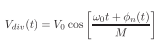 V_{div}(t) = V_0 \cos\left[\frac{\omega_0 t + \phi_n(t)}{M}\right]